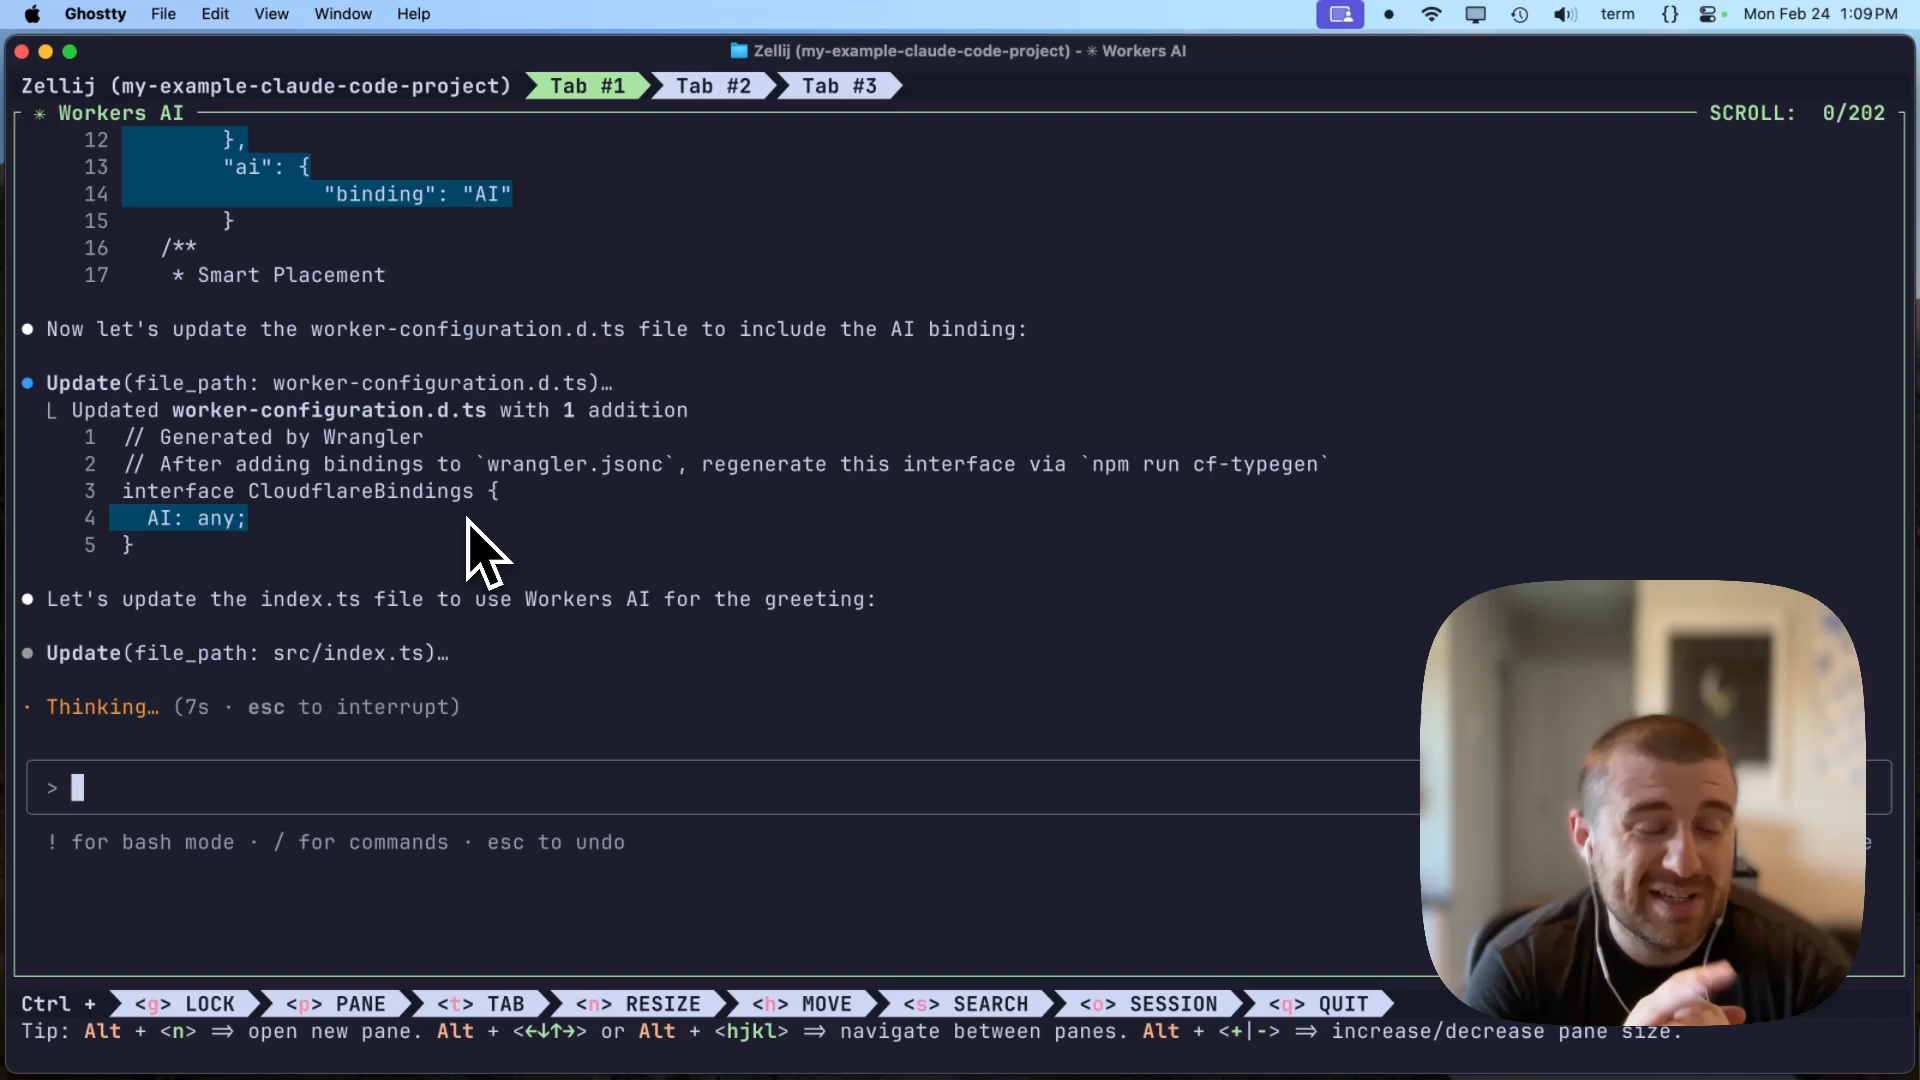 Ghostty File Edit View Window Help term {} Mon Feb 24 1:09 PM
Zellij (my-example-claude-code-project) - ✳ Workers AI
Zellij (my-example-claude-code-project) Tab #1 Tab #2 Tab #3
✳ Workers AI SCROLL: 0/202
12 },
13 "ai": {
14 "binding": "AI"
15 }
16 /**
17 * Smart Placement
● Now let's update the worker-configuration.d.ts file to include the AI binding:
● Update(file_path: worker-configuration.d.ts)…
⎿ Updated worker-configuration.d.ts with 1 addition
1 // Generated by Wrangler
2 // After adding bindings to `wrangler.jsonc`, regenerate this interface via `npm run cf-typegen`
3 interface CloudflareBindings {
4 AI: any;
5 }
● Let's update the index.ts file to use Workers AI for the greeting:
● Update(file_path: src/index.ts)…
· Thinking… (7s · esc to interrupt)
>
! for bash mode · / for commands · esc to undo
Ctrl + <g> LOCK <p> PANE <t> TAB <n> RESIZE <h> MOVE <s> SEARCH <o> SESSION <q> QUIT
Tip: Alt + <n> => open new pane. Alt + <←↓↑→> or Alt + <hjkl> => navigate between panes. Alt + <+|-> => increase/decrease pane size.